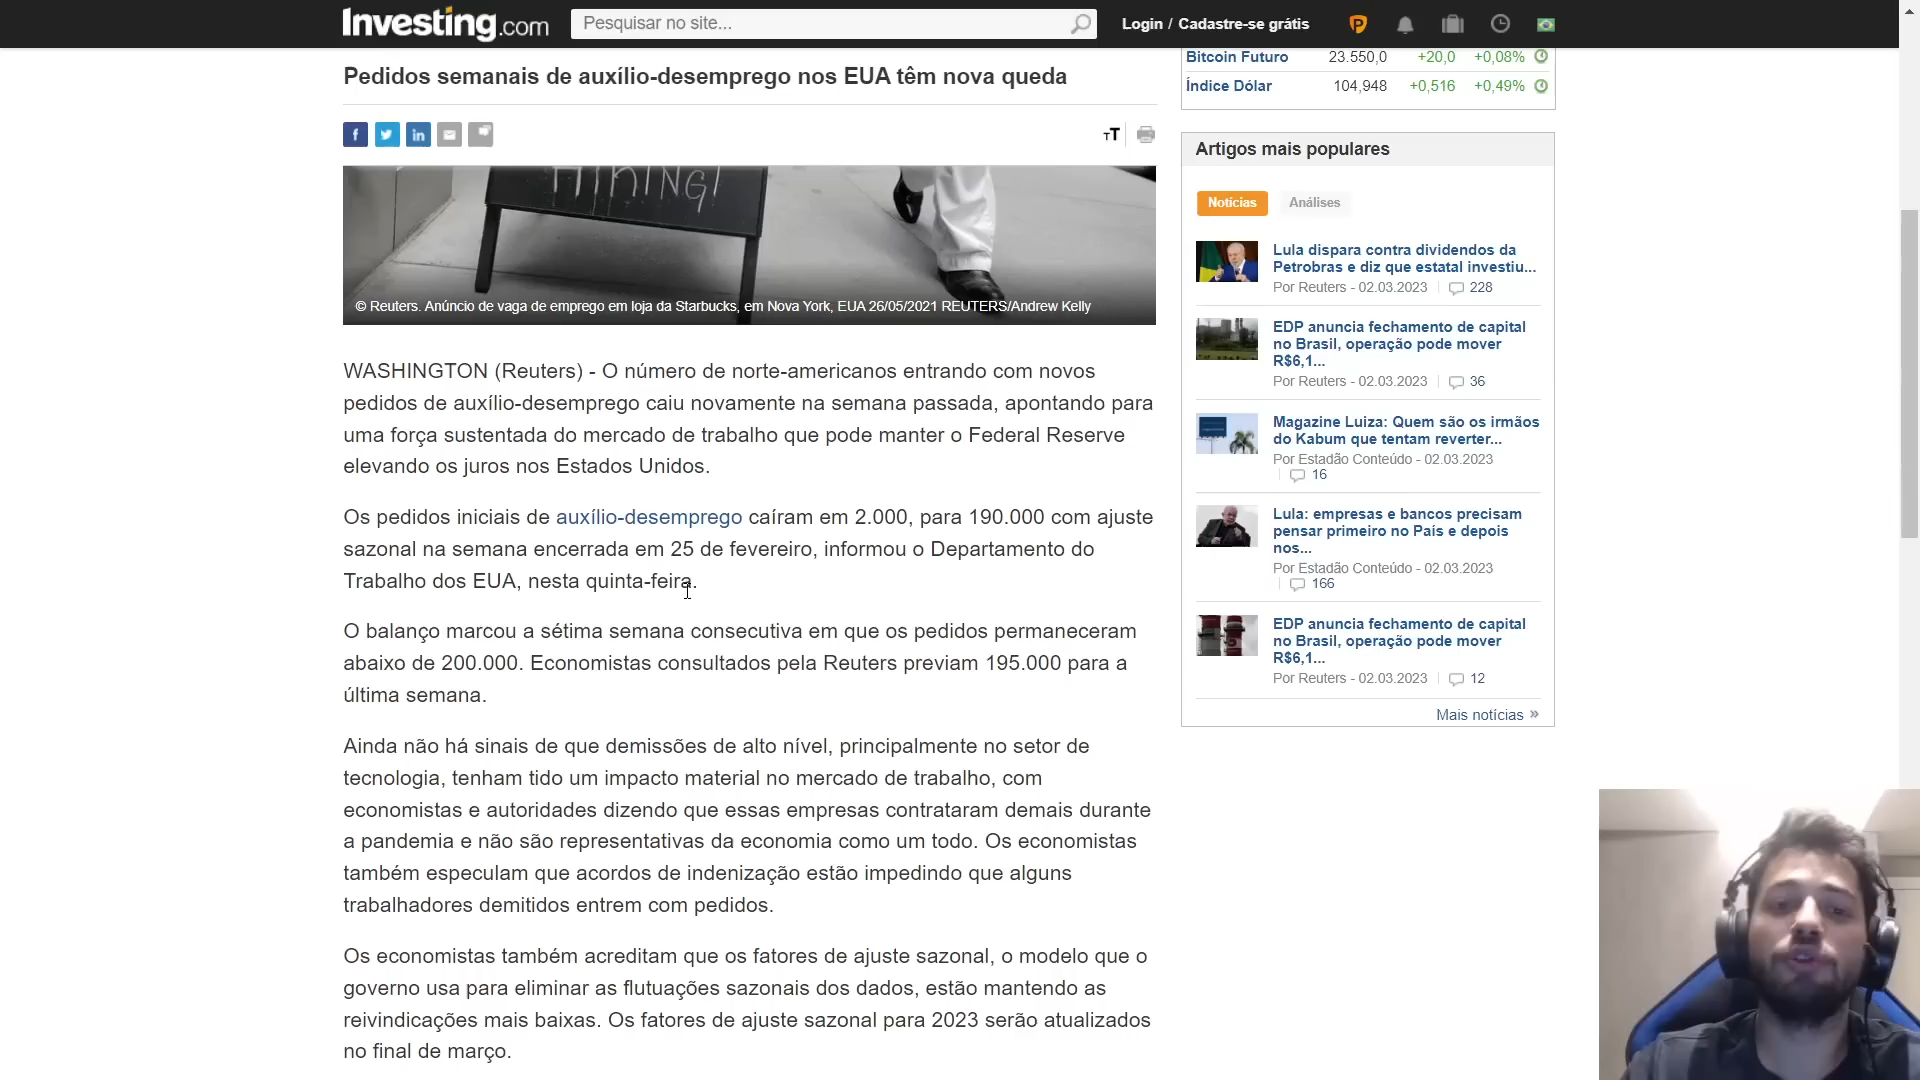 Investing.com
Pesquisar no site...
Login / Cadastre-se grátis
Pedidos semanais de auxílio-desemprego nos EUA têm nova queda
TT
HIRING!
© Reuters. Anúncio de vaga de emprego em loja da Starbucks, em Nova York, EUA 26/05/2021 REUTERS/Andrew Kelly
WASHINGTON (Reuters) - O número de norte-americanos entrando com novos
pedidos de auxílio-desemprego caiu novamente na semana passada, apontando para
uma força sustentada do mercado de trabalho que pode manter o Federal Reserve
elevando os juros nos Estados Unidos.
Os pedidos iniciais de auxílio-desemprego caíram em 2.000, para 190.000 com ajuste
sazonal na semana encerrada em 25 de fevereiro, informou o Departamento do
Trabalho dos EUA, nesta quinta-feira.
O balanço marcou a sétima semana consecutiva em que os pedidos permaneceram
abaixo de 200.000. Economistas consultados pela Reuters previam 195.000 para a
última semana.
Ainda não há sinais de que demissões de alto nível, principalmente no setor de
tecnologia, tenham tido um impacto material no mercado de trabalho, com
economistas e autoridades dizendo que essas empresas contrataram demais durante
a pandemia e não são representativas da economia como um todo. Os economistas
também especulam que acordos de indenização estão impedindo que alguns
trabalhadores demitidos entrem com pedidos.
Os economistas também acreditam que os fatores de ajuste sazonal, o modelo que o
governo usa para eliminar as flutuações sazonais dos dados, estão mantendo as
reivindicações mais baixas. Os fatores de ajuste sazonal para 2023 serão atualizados
no final de março.
Bitcoin Futuro 23.550,0 +20,0 +0,08%
Índice Dólar 104,948 +0,516 +0,49%
Artigos mais populares
Notícias Análises
Lula dispara contra dividendos da
Petrobras e diz que estatal investiu...
Por Reuters - 02.03.2023 228
EDP anuncia fechamento de capital
no Brasil, operação pode mover
R$6,1...
Por Reuters - 02.03.2023 36
Magazine Luiza: Quem são os irmãos
do Kabum que tentam reverter...
Por Estadão Conteúdo - 02.03.2023
16
Lula: empresas e bancos precisam
pensar primeiro no País e depois
nos...
Por Estadão Conteúdo - 02.03.2023
166
EDP anuncia fechamento de capital
no Brasil, operação pode mover
R$6,1...
Por Reuters - 02.03.2023 12
Mais notícias »